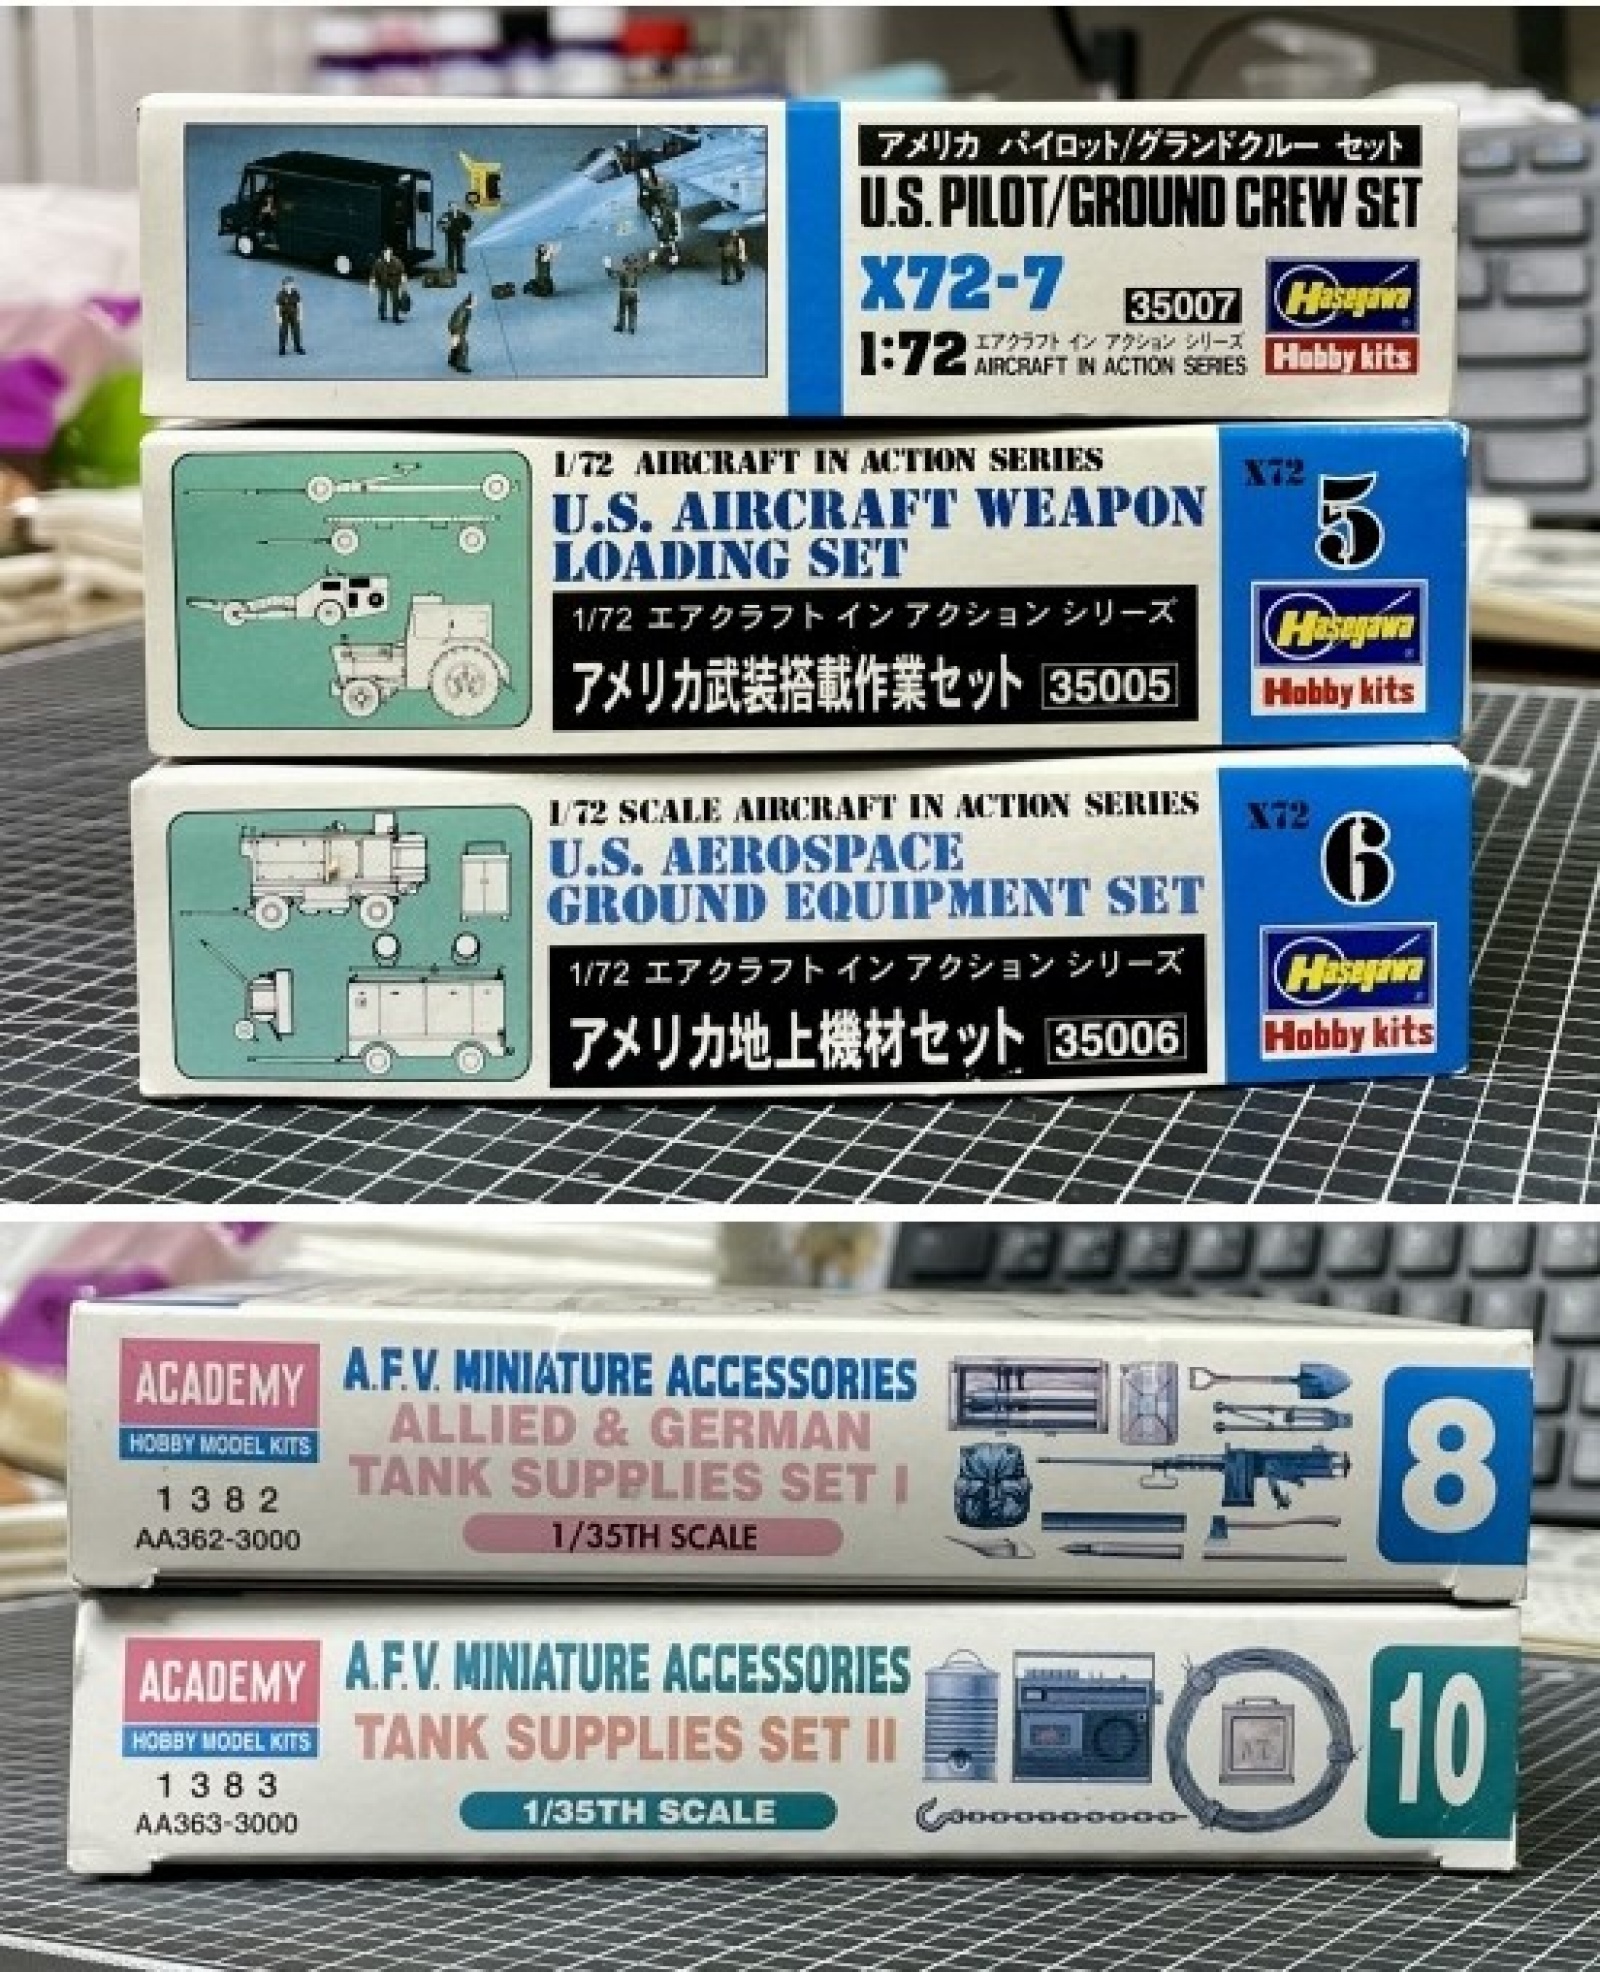 アメリカ パイロット/グランドクルー セット
U.S. PILOT/GROUND CREW SET
X72-7
35007
1:72 エアクラフト イン アクション シリーズ
AIRCRAFT IN ACTION SERIES
Hasegawa
Hobby kits
1/72 AIRCRAFT IN ACTION SERIES
U.S. AIRCRAFT WEAPON
LOADING SET
1/72 エアクラフト イン アクション シリーズ
アメリカ武装搭載作業セット 35005
X72
5
Hasegawa
Hobby kits
1/72 SCALE AIRCRAFT IN ACTION SERIES
U.S. AEROSPACE
GROUND EQUIPMENT SET
1/72 エアクラフト イン アクション シリーズ
アメリカ地上機材セット 35006
X72
6
Hasegawa
Hobby kits
ACADEMY
HOBBY MODEL KITS
1382
AA362-3000
A.F.V. MINIATURE ACCESSORIES
ALLIED & GERMAN
TANK SUPPLIES SET I
1/35TH SCALE
8
ACADEMY
HOBBY MODEL KITS
1383
AA363-3000
A.F.V. MINIATURE ACCESSORIES
TANK SUPPLIES SET II
1/35TH SCALE
10